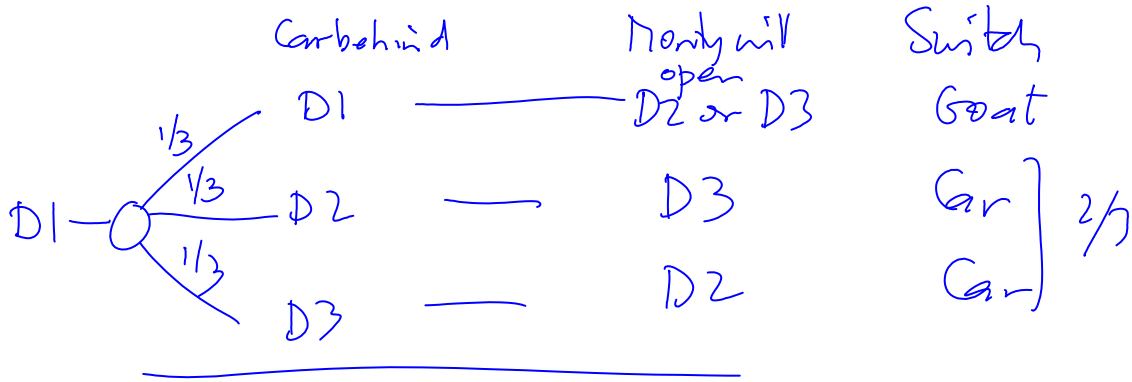 Car behind Monty will Switch
open
D1 D2 or D3 Goat
1/3
1/3
D1 D2 D3 Car 2/3
1/3
D3 D2 Car